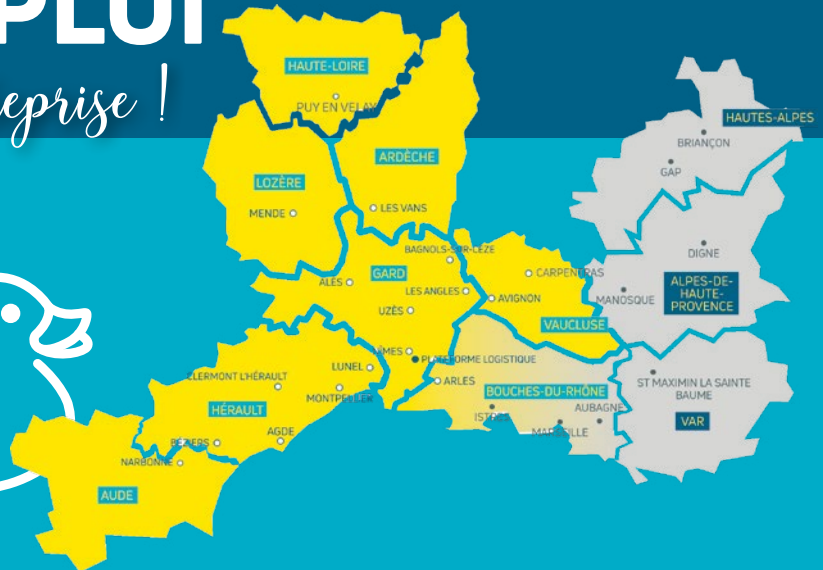 PLOI
eprise !
HAUTE-LOIRE
PUY EN VELAY
HAUTES-ALPES
BRIANÇON
GAP
ARDÈCHE
LOZÈRE
MENDE
LES VANS
BAGNOLS-SUR-CÈZE
DIGNE
GARD
ALÈS
CARPENTRAS
LES ANGLES
AVIGNON
MANOSQUE
ALPES-DE-
HAUTE-
PROVENCE
UZÈS
VAUCLUSE
NÎMES
PLATEFORME LOGISTIQUE
LUNEL
CLERMONT L'HÉRAULT
ARLES
ST MAXIMIN LA SAINTE
BAUME
MONTPELLIER
BOUCHES-DU-RHÔNE
HÉRAULT
ISTRES
AUBAGNE
VAR
MARSEILLE
AGDE
BÉZIERS
NARBONNE
AUDE